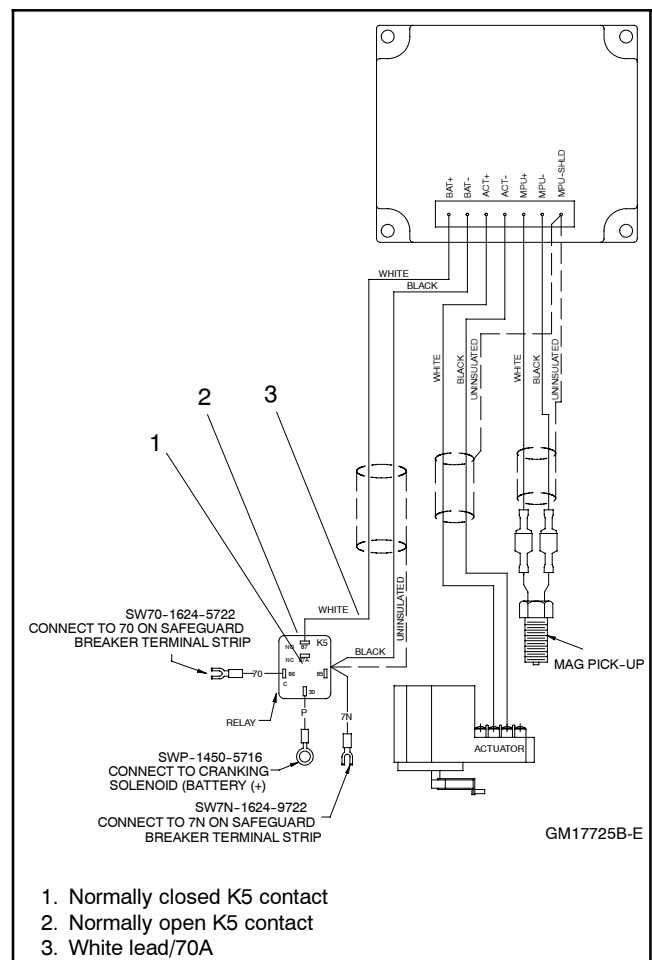 BAT+
BAT-
ACT+
ACT-
MPU+
MPU-
MPU-SHLD
WHITE
BLACK
WHITE
BLACK
UNINSULATED
WHITE
BLACK
UNINSULATED
3
2
1
UNINSULATED
WHITE
BLACK
SW70-1624-5722
CONNECT TO 70 ON SAFEGUARD
BREAKER TERMINAL STRIP
K5
NO 87
NC 87A
70
86
85
C
30
RELAY
P
7N
MAG PICK-UP
ACTUATOR
SWP-1450-5716
CONNECT TO CRANKING
SOLENOID (BATTERY (+)
SW7N-1624-9722
CONNECT TO 7N ON SAFEGUARD
BREAKER TERMINAL STRIP
GM17725B-E
1. Normally closed K5 contact
2. Normally open K5 contact
3. White lead/70A